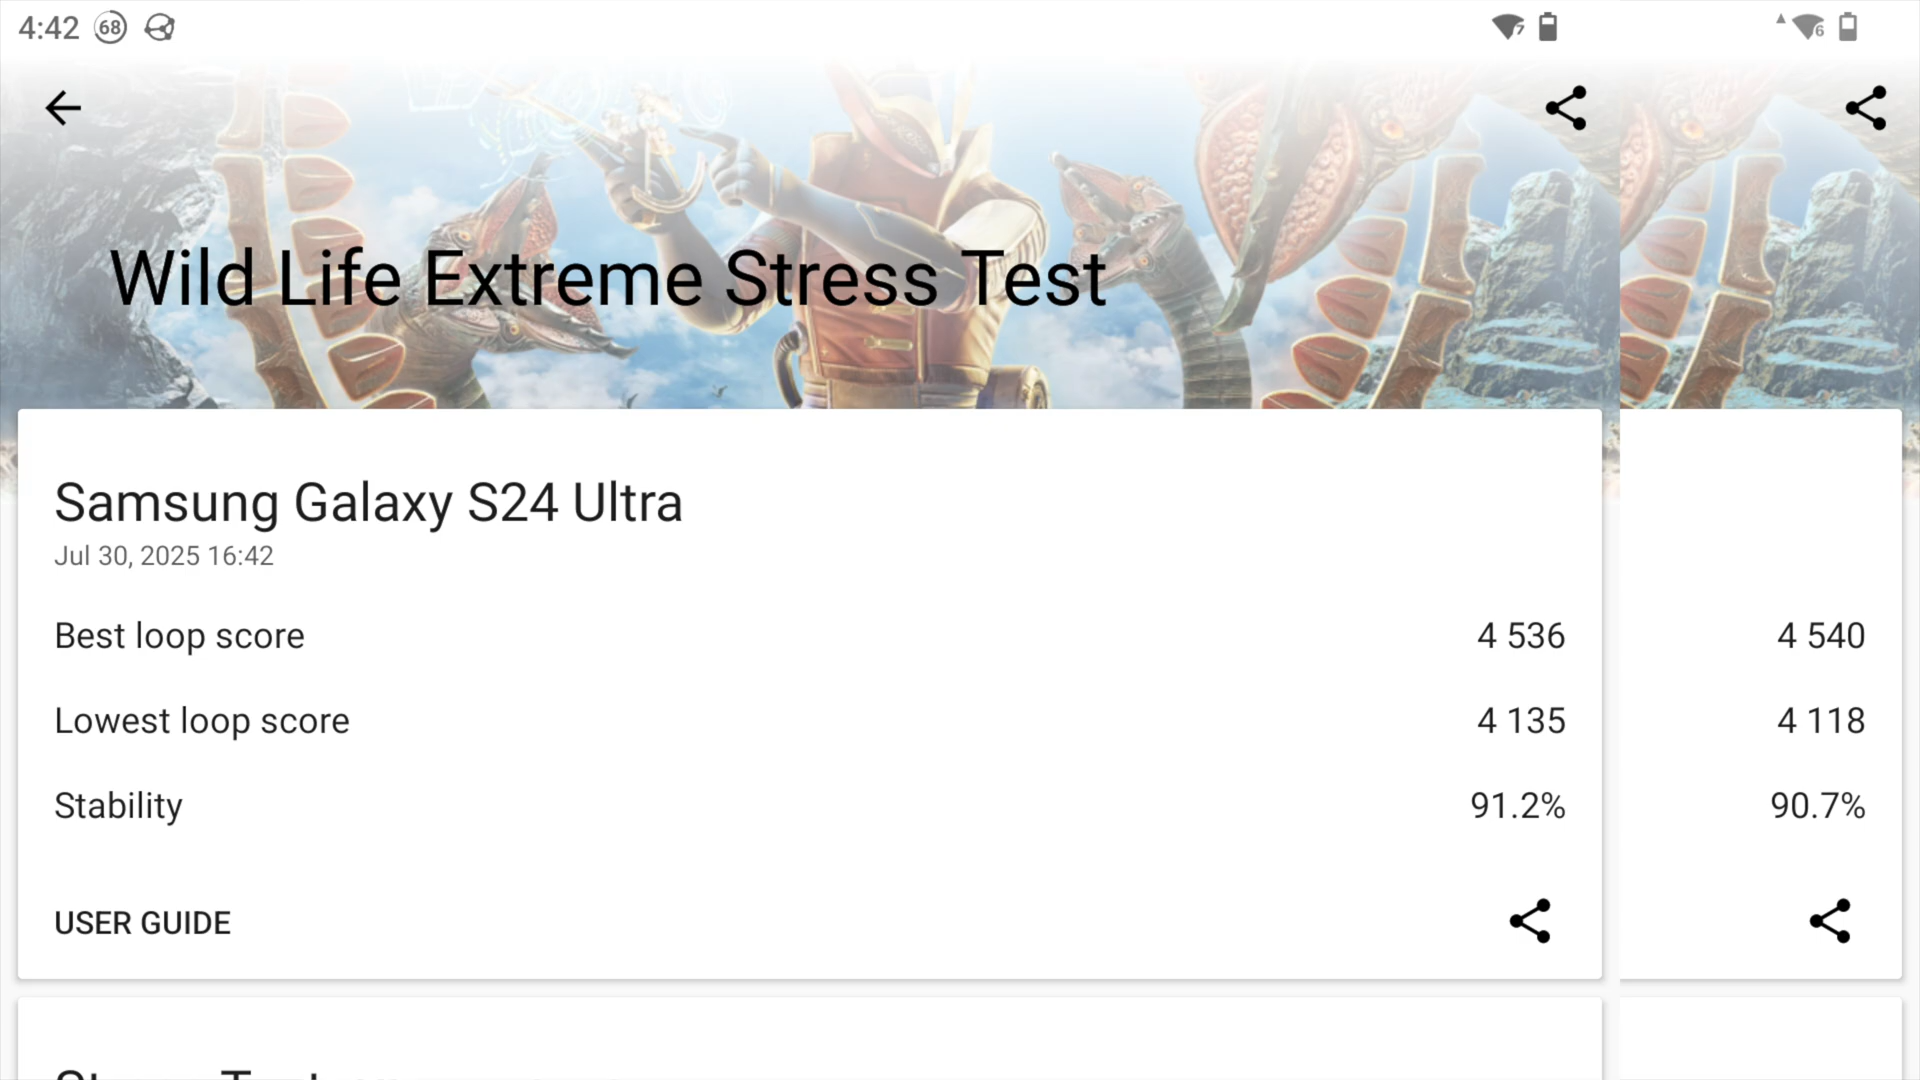 4:42 68 7 6
Wild Life Extreme Stress Test
Samsung Galaxy S24 Ultra
Jul 30, 2025 16:42
Best loop score 4 536 4 540
Lowest loop score 4 135 4 118
Stability 91.2% 90.7%
USER GUIDE